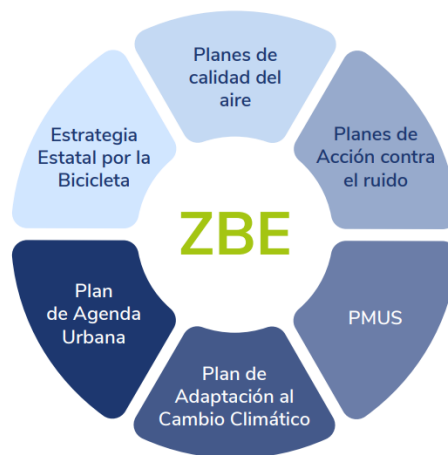 Planes de
calidad del
aire
Planes de
Acción contra
el ruido
PMUS
Plan de
Adaptación al
Cambio Climático
Plan
de Agenda
Urbana
Estrategia
Estatal por la
Bicicleta
ZBE